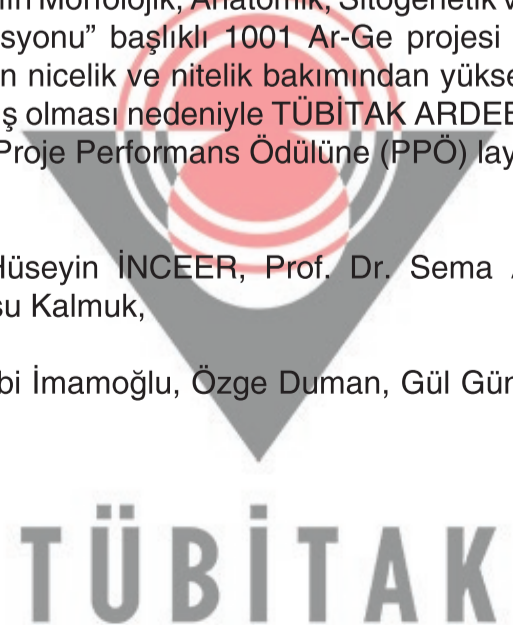 Morfolojik, Anatomik, Sitogenetik
syonu” başlıklı 1001 Ar-Ge projesi
n nicelik ve nitelik bakımından yükse
ş olması nedeniyle TÜBİTAK ARDEB
Proje Performans Ödülüne (PPÖ) lay
Hüseyin İNCEER, Prof. Dr. Sema
su Kalmuk,
bi İmamoğlu, Özge Duman, Gül Gün
TÜBİTAK